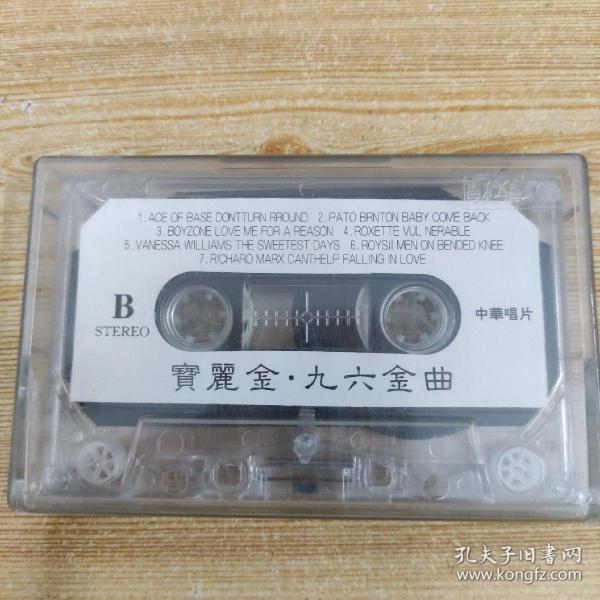 1. ACE OF BASE DONTTURN RROUND 2. PATO BRNTON BABY COME BACK
3. BOYZONE LOVE ME FOR A REASON 4. ROXETTE VUL NERABLE
5. VANESSA WILLIAMS THE SWEETEST DAYS 6. ROYSII MEN ON BENDED KNEE
7. RICHARO MARX CANTHELP FALLING IN LOVE
B
STEREO
中華唱片
寶麗金·九六金曲
孔夫子旧書网
www.kongfz.com